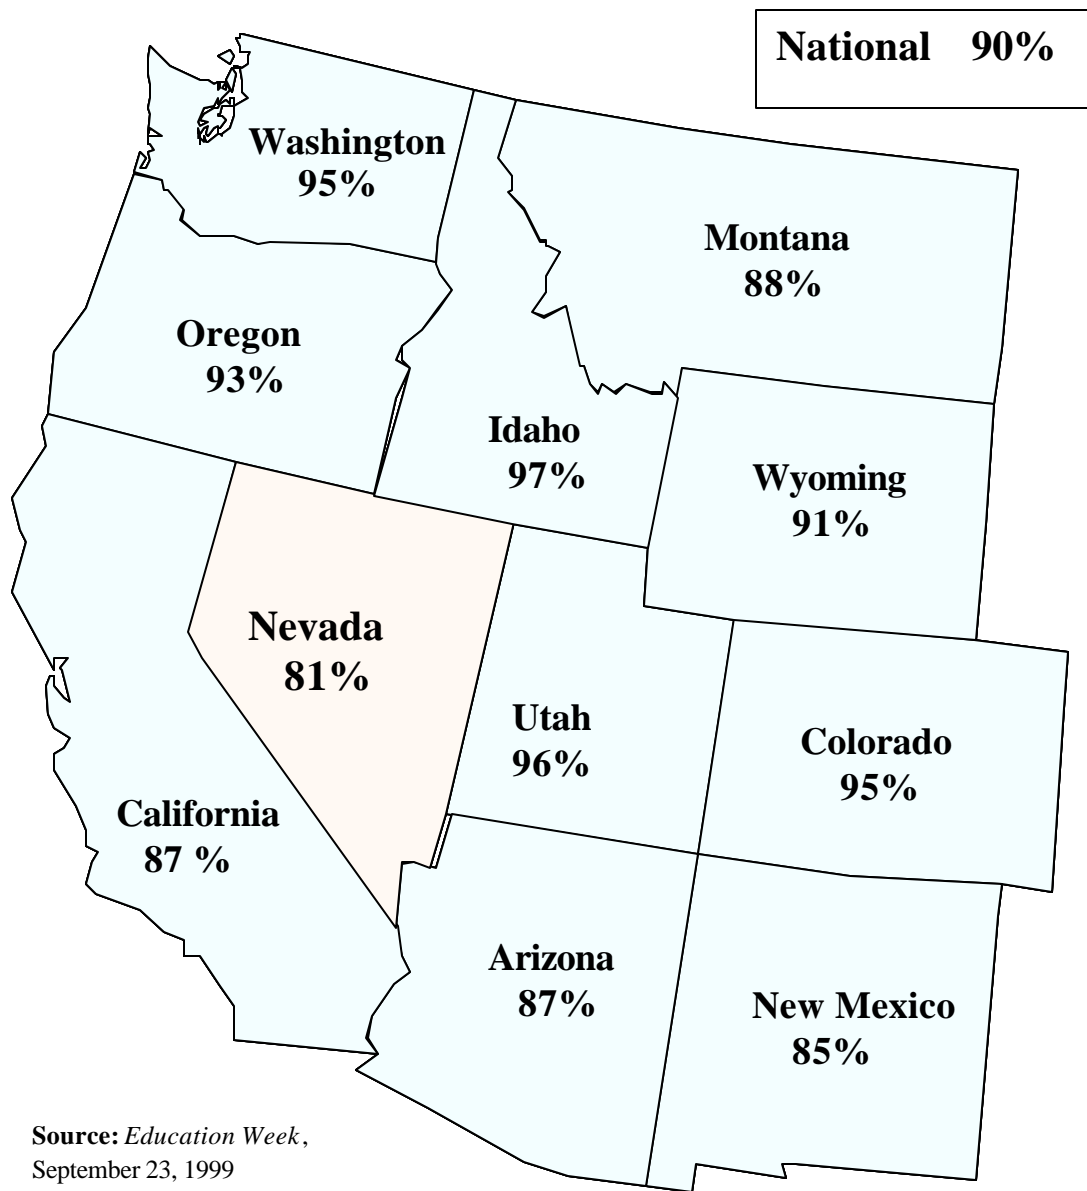 National 90%
Washington
95%
Montana
88%
Oregon
93%
Idaho
97%
Wyoming
91%
Nevada
81%
Utah
96%
Colorado
95%
California
87 %
Arizona
87%
New Mexico
85%
Source: Education Week,
September 23, 1999